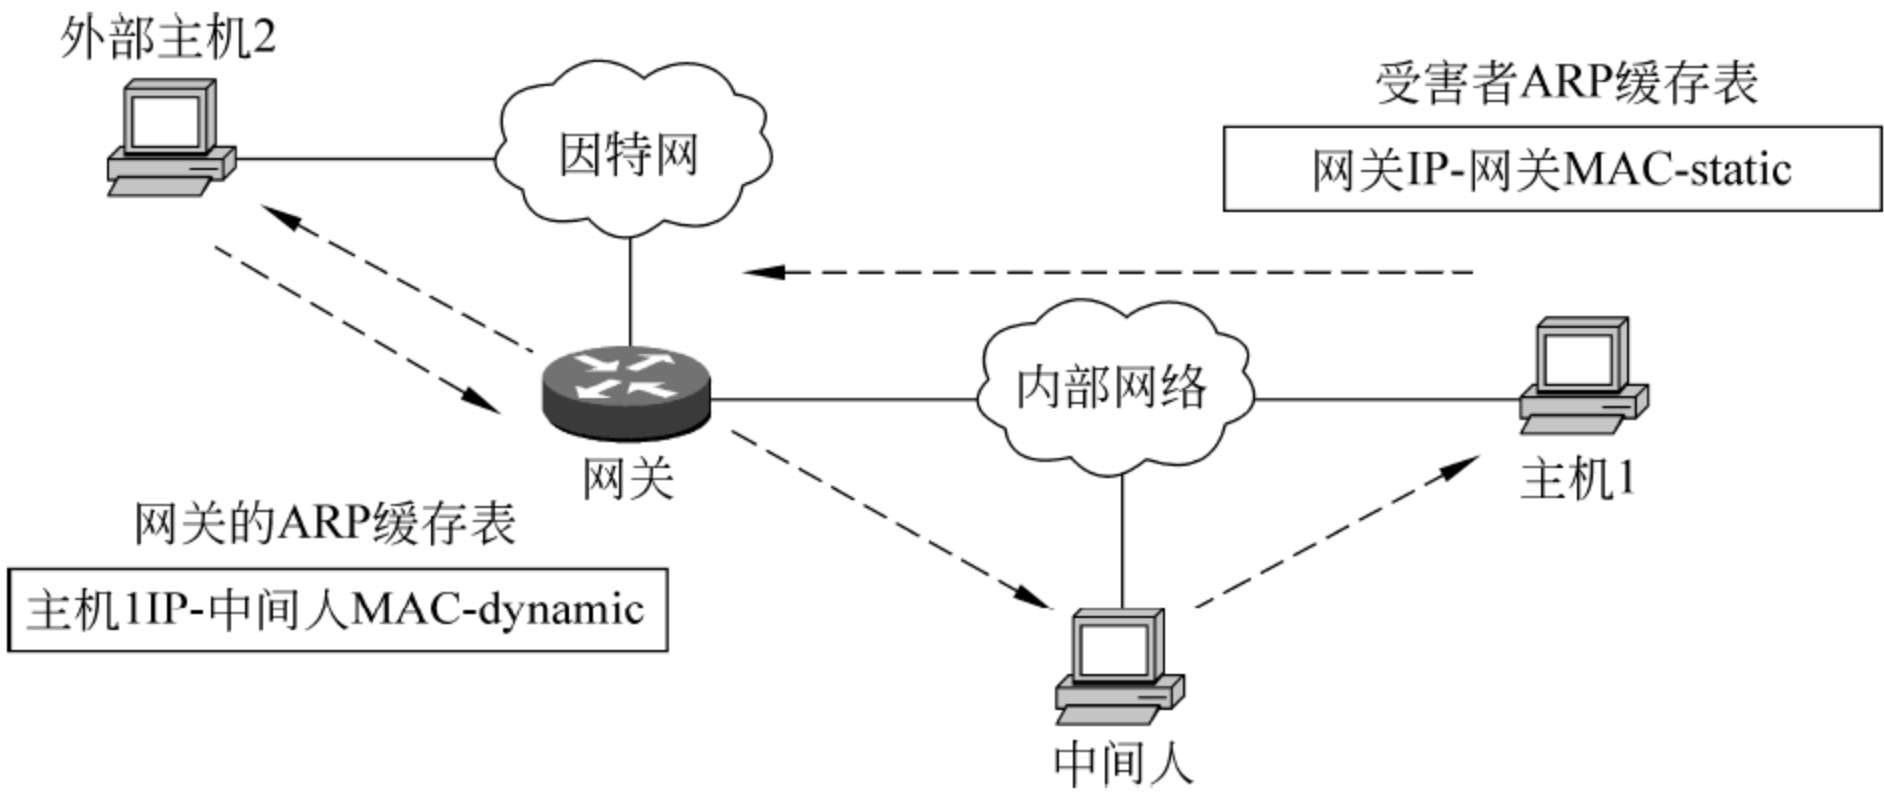 外部主机2
因特网
受害者ARP缓存表
网关IP-网关MAC-static
内部网络
网关
主机1
网关的ARP缓存表
主机1IP-中间人MAC-dynamic
中间人